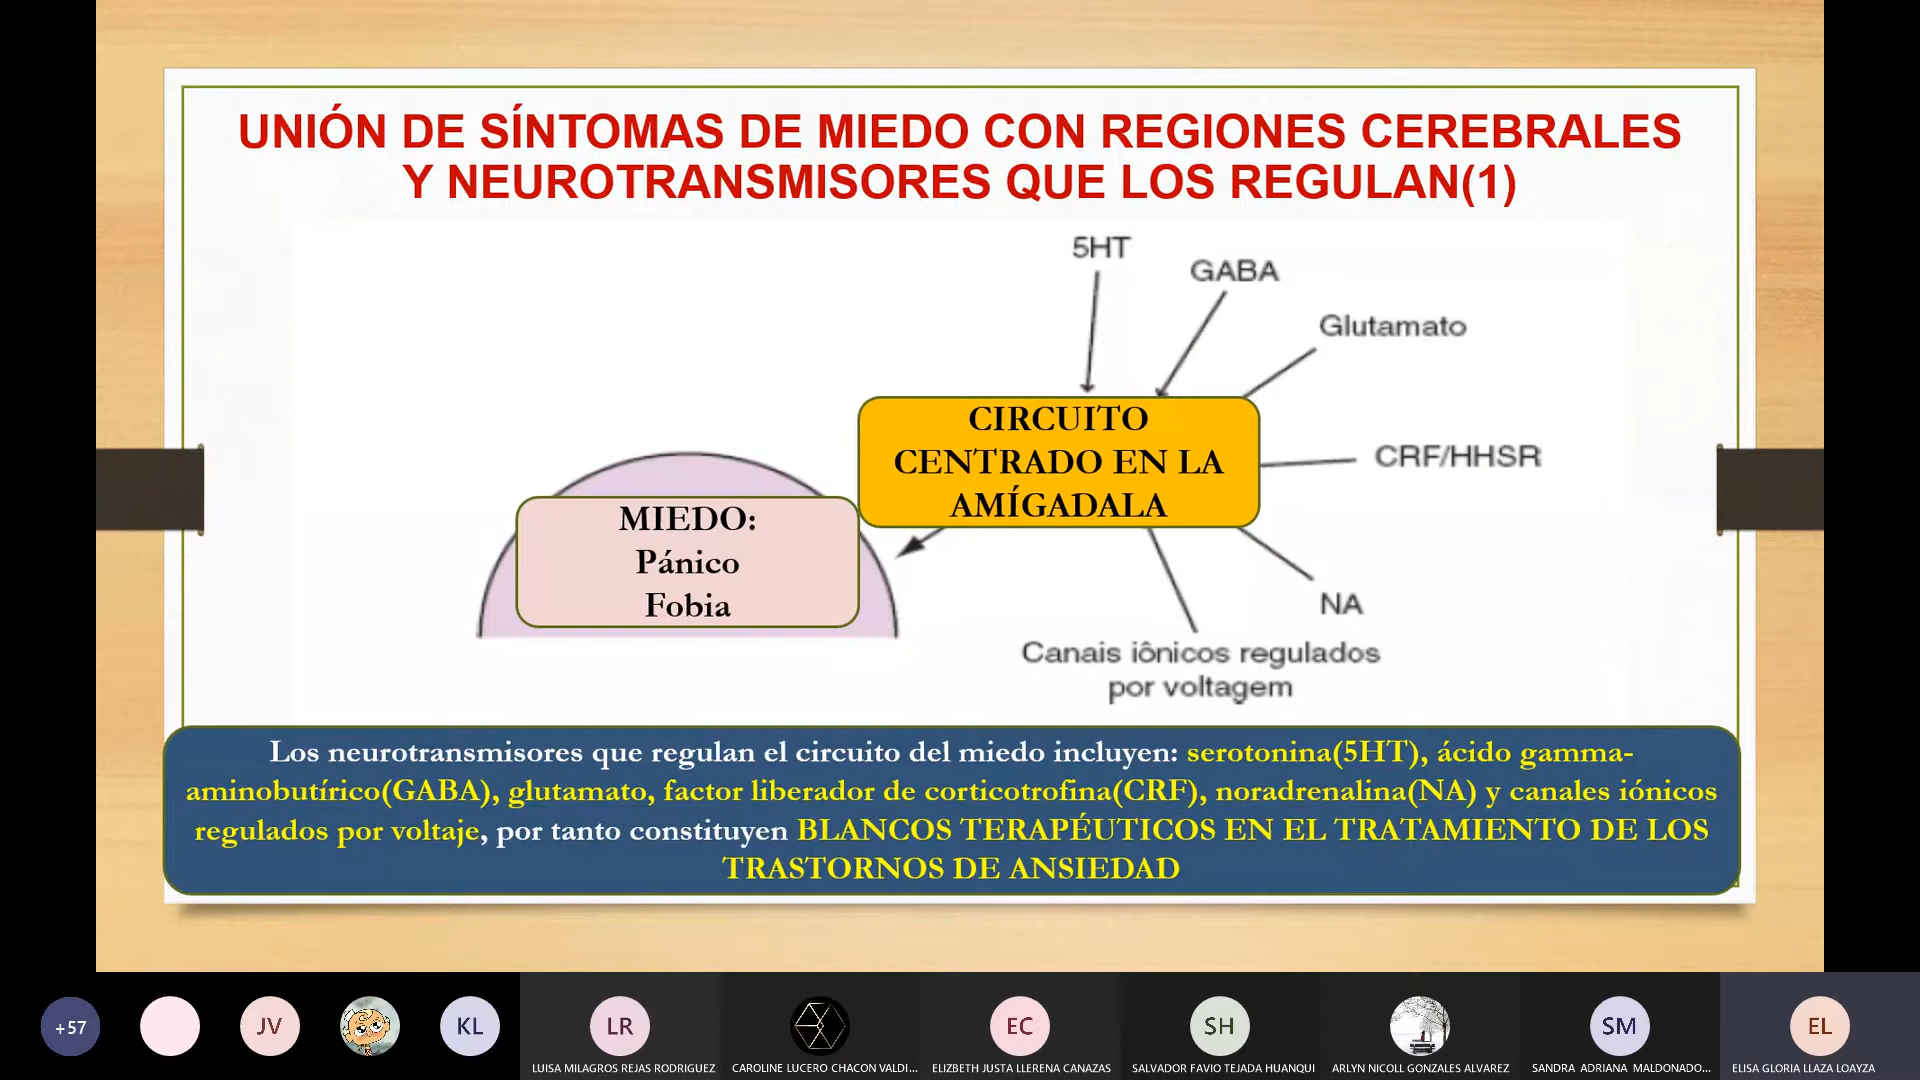 UNIÓN DE SÍNTOMAS DE MIEDO CON REGIONES CEREBRALES
Y NEUROTRANSMISORES QUE LOS REGULAN(1)
5HT
GABA
Glutamato
CIRCUITO
CENTRADO EN LA
AMÍGADALA
CRF/HHSR
MIEDO:
Pánico
Fobia
NA
Canais iônicos regulados
por voltagem
Los neurotransmisores que regulan el circuito del miedo incluyen: serotonina(5HT), ácido gamma-
aminobutírico(GABA), glutamato, factor liberador de corticotrofina(CRF), noradrenalina(NA) y canales iónicos
regulados por voltaje, por tanto constituyen BLANCOS TERAPÉUTICOS EN EL TRATAMIENTO DE LOS
TRASTORNOS DE ANSIEDAD
+57
JV
KL
LR
EC
SH
SM
EL
LUISA MILAGROS REJAS RODRIGUEZ
CAROLINE LUCERO CHACON VALDI...
ELIZBETH JUSTA LLERENA CANAZAS
SALVADOR FAVIO TEJADA HUANQUI
ARLYN NICOLL GONZALES ALVAREZ
SANDRA ADRIANA MALDONADO...
ELISA GLORIA LLAZA LOAYZA